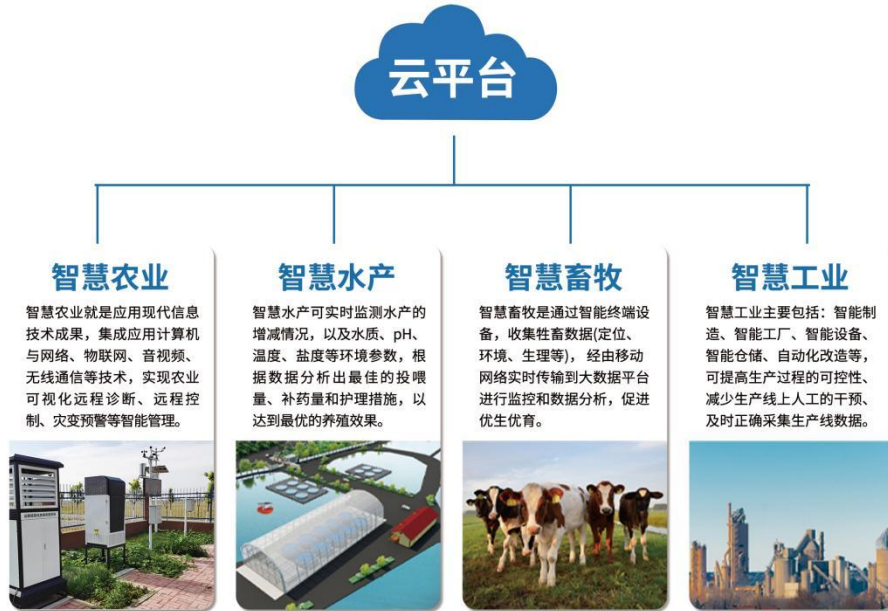 云平台
智慧农业
智慧农业就是应用现代信息
技术成果，集成应用计算机
与网络、物联网、音视频、
无线通信等技术，实现农业
可视化远程诊断、远程控
制、灾变预警等智能管理。
智慧水产
智慧水产可实时监测水产的
增减情况，以及水质、pH、
温度、盐度等环境参数，根
据数据分析出最佳的投喂
量、补药量和护理措施，以
达到最优的养殖效果。
智慧畜牧
智慧畜牧是通过智能终端设
备，收集牲畜数据(定位、
环境、生理等)，经由移动
网络实时传输到大数据平台
进行监控和数据分析，促进
优生优育。
智慧工业
智慧工业主要包括：智能制
造、智能工厂、智能设备、
智能仓储、自动化改造等，
可提高生产过程的可控性、
减少生产线上人工的干预、
及时正确采集生产线数据。